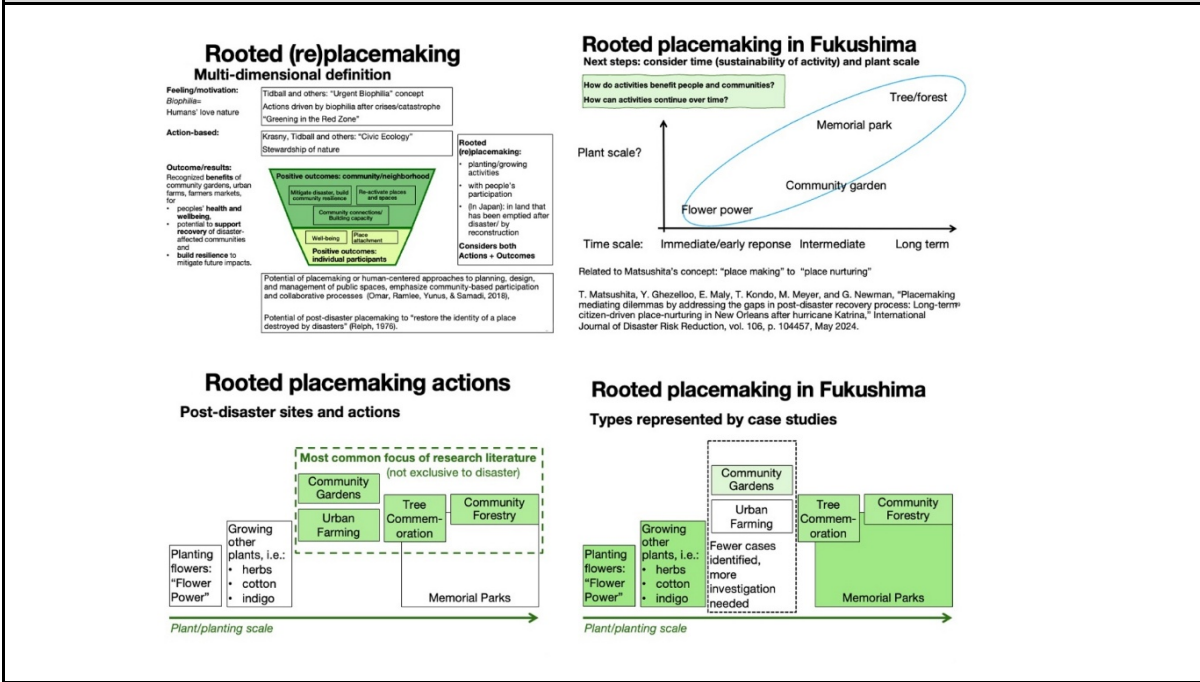 Rooted (re)placemaking
Multi-dimensional definition
Feeling/motivation:
Biophilia=
Humans' love nature
Tidball and others: "Urgent Biophilia" concept
Actions driven by biophilia after crises/catastrophe
"Greening in the Red Zone"
Action-based:
Krasny, Tidball and others: "Civic Ecology"
Stewardship of nature
Outcome/results:
Recognized benefits of
community gardens, urban
farms, farmers markets,
for
• peoples' health and
wellbeing,
• potential to support
recovery of disaster-
affected communities
and
• build resilience to
mitigate future impacts.
Positive outcomes: community/neighborhood
Mitigate disaster, build
community resilience
Re-activate places
and spaces
Community connections/
Building capacity
Well-being
Place
attachment
Positive outcomes:
individual participants
Rooted
(re)placemaking:
• planting/growing
activities
• with people's
participation
• (In Japan): in land that
has been emptied after
disaster/ by
reconstruction
Considers both
Actions + Outcomes
Potential of placemaking or human-centered approaches to planning, design,
and management of public spaces, emphasize community-based participation
and collaborative processes (Omar, Ramlee, Yunus, & Samadi, 2018),
Potential of post-disaster placemaking to "restore the identity of a place
destroyed by disasters" (Relph, 1976).
Rooted placemaking in Fukushima
Next steps: consider time (sustainability of activity) and plant scale
How do activities benefit people and communities?
How can activities continue over time?
Plant scale?
Tree/forest
Memorial park
Community garden
Flower power
Time scale: Immediate/early reponse Intermediate Long term
Related to Matsushita's concept: "place making" to "place nurturing"
T. Matsushita, Y. Ghezelloo, E. Maly, T. Kondo, M. Meyer, and G. Newman, "Placemaking
mediating dilemmas by addressing the gaps in post-disaster recovery process: Long-term
citizen-driven place-nurturing in New Orleans after hurricane Katrina," International
Journal of Disaster Risk Reduction, vol. 106, p. 104457, May 2024.
Rooted placemaking actions
Post-disaster sites and actions
Most common focus of research literature
(not exclusive to disaster)
Community
Gardens
Urban
Farming
Tree
Commem-
oration
Community
Forestry
Planting
flowers:
"Flower
Power"
Growing
other
plants, i.e.:
• herbs
• cotton
• indigo
Memorial Parks
Plant/planting scale
Rooted placemaking in Fukushima
Types represented by case studies
Community
Gardens
Urban
Farming
Fewer cases
identified,
more
investigation
needed
Tree
Commem-
oration
Community
Forestry
Planting
flowers:
"Flower
Power"
Growing
other
plants, i.e.:
• herbs
• cotton
• indigo
Memorial Parks
Plant/planting scale